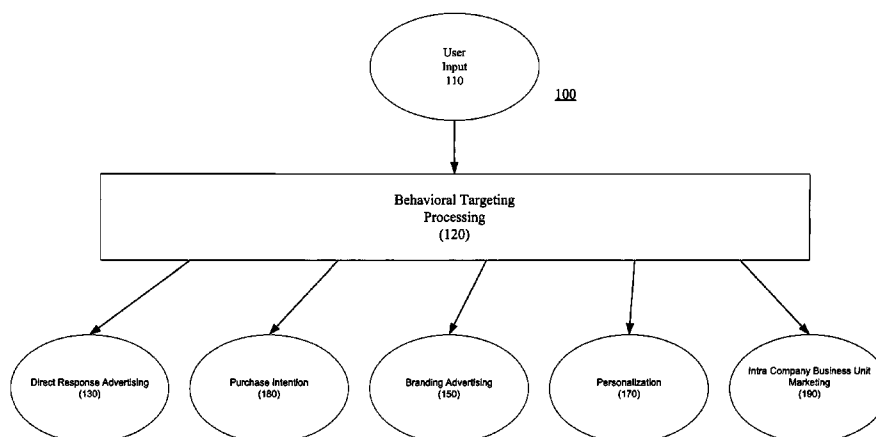 User
Input
110
100
Behavioral Targeting
Processing
(120)
Direct Response Advertising
(130)
Purchase Intention
(180)
Branding Advertising
(150)
Personalization
(170)
Intra Company Business Unit
Marketing
(190)